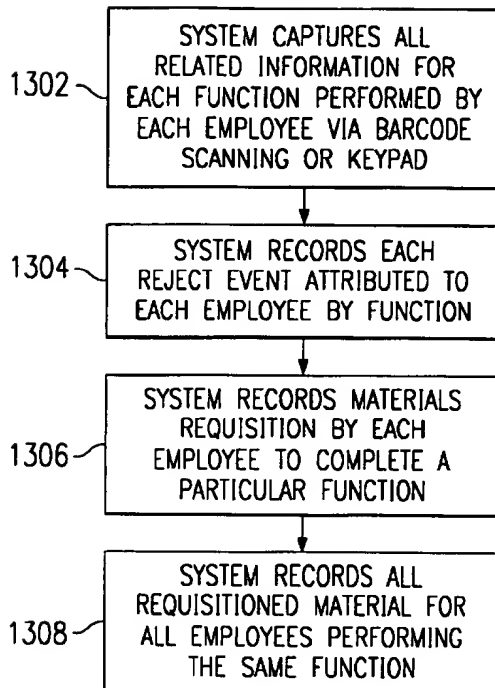 1302
SYSTEM CAPTURES ALL
RELATED INFORMATION FOR
EACH FUNCTION PERFORMED BY
EACH EMPLOYEE VIA BARCODE
SCANNING OR KEYPAD
1304
SYSTEM RECORDS EACH
REJECT EVENT ATTRIBUTED TO
EACH EMPLOYEE BY FUNCTION
1306
SYSTEM RECORDS MATERIALS
REQUISITION BY EACH
EMPLOYEE TO COMPLETE A
PARTICULAR FUNCTION
1308
SYSTEM RECORDS ALL
REQUISITIONED MATERIAL FOR
ALL EMPLOYEES PERFORMING
THE SAME FUNCTION